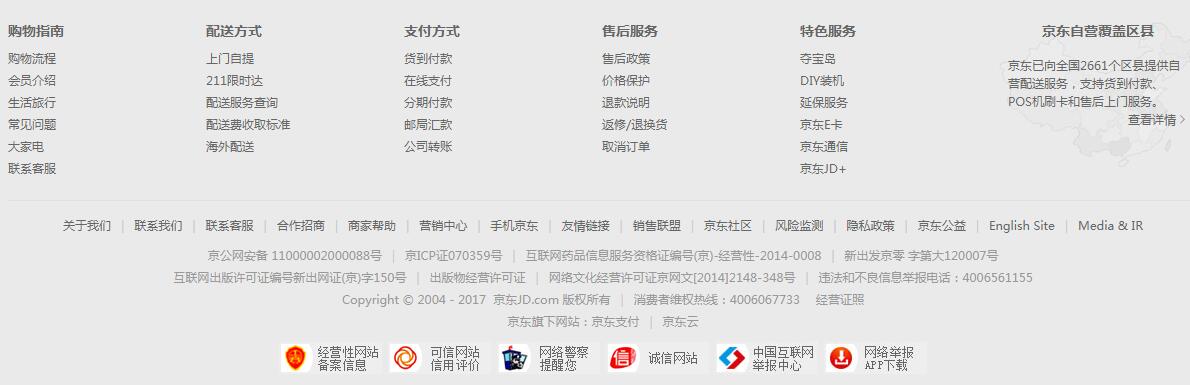 购物指南
购物流程
会员介绍
生活旅行
常见问题
大家电
联系客服
配送方式
上门自提
211限时达
配送服务查询
配送费收取标准
海外配送
支付方式
货到付款
在线支付
分期付款
邮局汇款
公司转账
售后服务
售后政策
价格保护
退款说明
返修/退换货
取消订单
特色服务
夺宝岛
DIY装机
延保服务
京东E卡
京东通信
京东JD+
京东自营覆盖区县
京东已向全国2661个区县提供自
营配送服务，支持货到付款、
POS机刷卡和售后上门服务。
查看详情 >
关于我们 | 联系我们 | 联系客服 | 合作招商 | 商家帮助 | 营销中心 | 手机京东 | 友情链接 | 销售联盟 | 京东社区 | 风险监测 | 隐私政策 | 京东公益 | English Site | Media & IR
京公网安备 11000002000088号 | 京ICP证070359号 | 互联网药品信息服务资格证编号(京)-经营性-2014-0008 | 新出发京零 字第大120007号
互联网出版许可证编号新出网证(京)字150号 | 出版物经营许可证 | 网络文化经营许可证京网文[2014]2148-348号 | 违法和不良信息举报电话：4006561155
Copyright © 2004 - 2017 京东JD.com 版权所有 | 消费者维权热线：4006067733 经营证照
京东旗下网站：京东支付 | 京东云
经营性网站
备案信息
可信网站
信用评价
网络警察
提醒您
诚信网站
中国互联网
举报中心
网络举报
APP下载